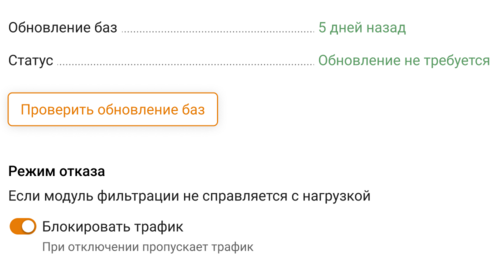 Обновление баз 5 дней назад
Статус Обновление не требуется
Проверить обновление баз
Режим отказа
Если модуль фильтрации не справляется с нагрузкой
Блокировать трафик
При отключении пропускает трафик